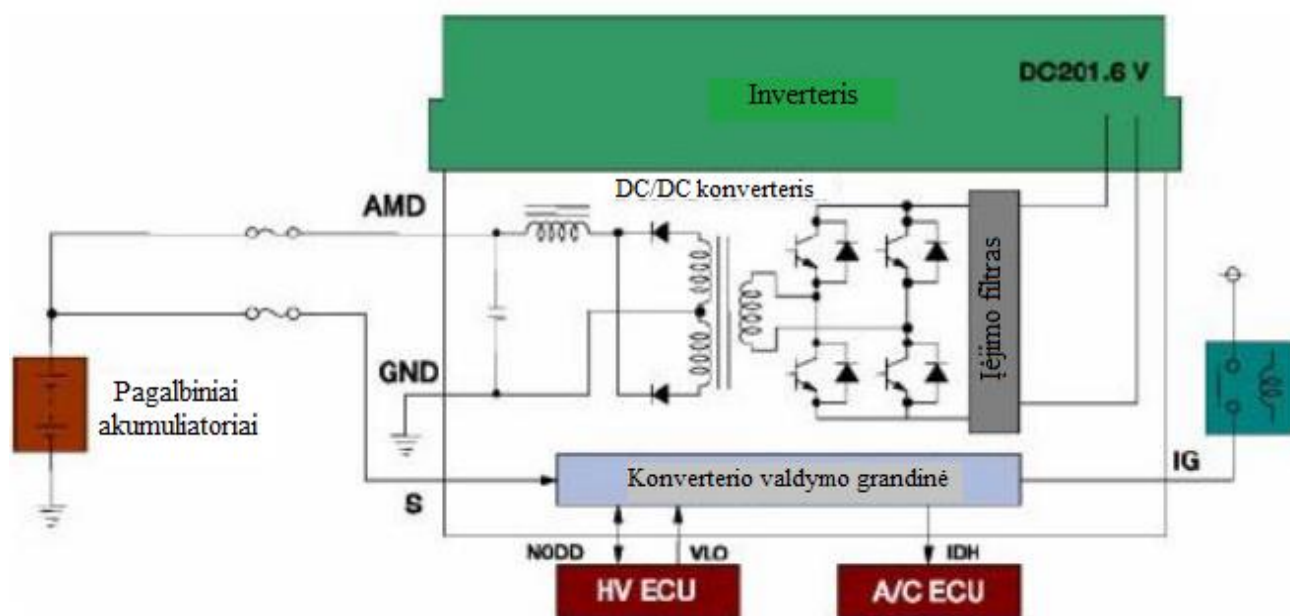 DC201.6 V
Inverteris
DC/DC konverteris
AMD
Įėjimo filtras
GND
Pagalbiniai
akumuliatoriai
Konverterio valdymo grandinė
IG
S
NODD
VLO
IDH
HV ECU
A/C ECU